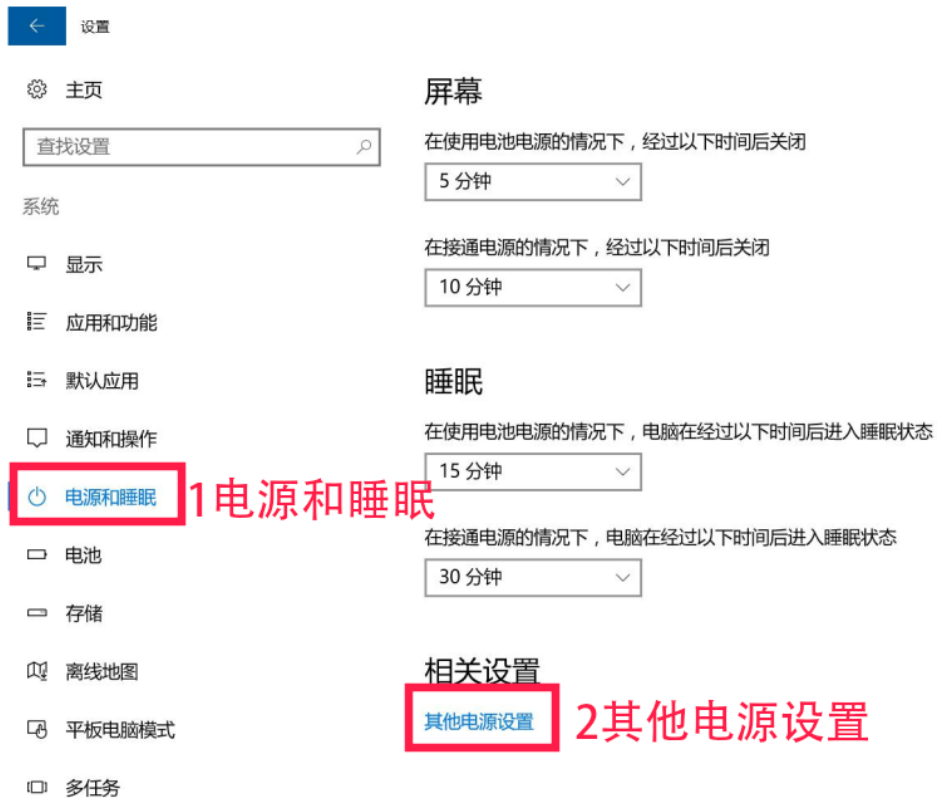 设置
主页
查找设置
系统
显示
应用和功能
默认应用
通知和操作
电源和睡眠
1电源和睡眠
电池
存储
离线地图
平板电脑模式
多任务
屏幕
在使用电池电源的情况下，经过以下时间后关闭
5 分钟
在接通电源的情况下，经过以下时间后关闭
10 分钟
睡眠
在使用电池电源的情况下，电脑在经过以下时间后进入睡眠状态
15 分钟
在接通电源的情况下，电脑在经过以下时间后进入睡眠状态
30 分钟
相关设置
其他电源设置
2其他电源设置